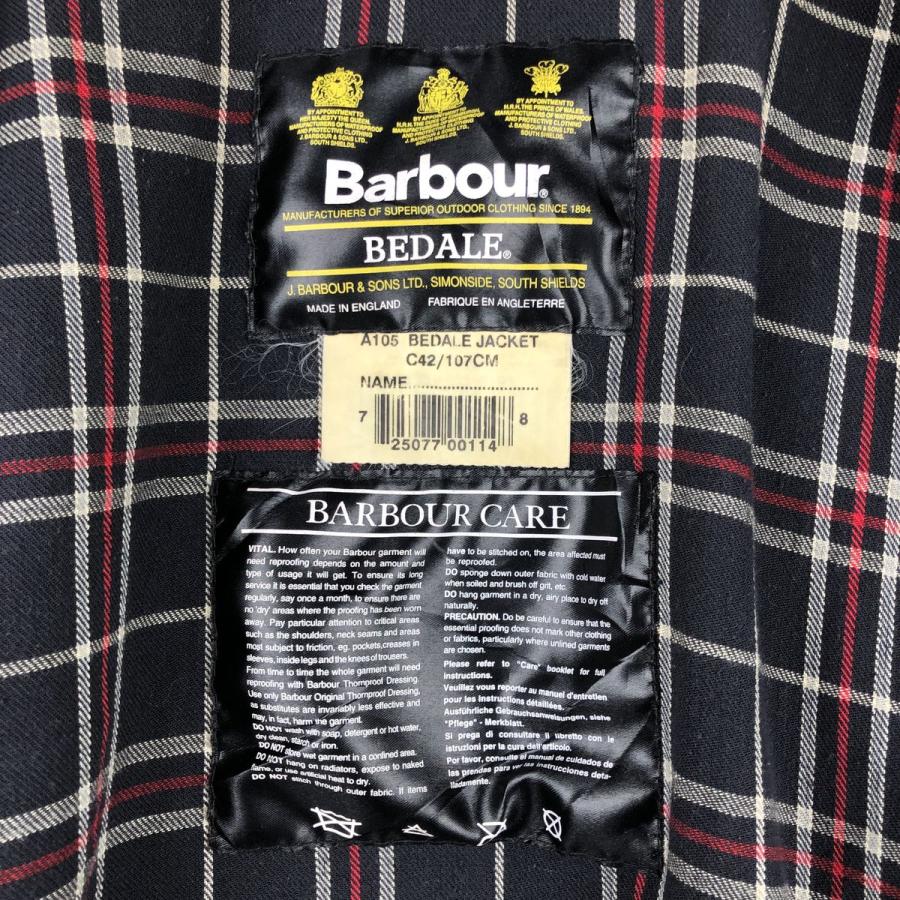 BY APPOINTMENT TO
HER MAJESTY THE QUEEN
MANUFACTURERS OF WATERPROOF
AND PROTECTIVE CLOTHING
J. BARBOUR & SONS LTD
SOUTH SHIELDS
BY APPOINTMENT TO
MANUFACTURERS OF WATERPROOF
AND PROTECTIVE CLOTHING
J. BARBOUR & SONS LTD
SOUTH SHIELDS
BY APPOINTMENT TO
H.R.H. THE PRINCE OF WALES
MANUFACTURERS OF WATERPROOF
AND PROTECTIVE CLOTHING
J. BARBOUR & SONS LTD
SOUTH SHIELDS
Barbour®
MANUFACTURERS OF SUPERIOR OUTDOOR CLOTHING SINCE 1894
BEDALE®
J. BARBOUR & SONS LTD., SIMONSIDE, SOUTH SHIELDS
MADE IN ENGLAND FABRIQUE EN ANGLETERRE
A105 BEDALE JACKET
C42/107CM
NAME..............................
7 25077 00114 8
BARBOUR CARE
VITAL. How often your Barbour garment will
need reproofing depends on the amount and
type of usage it will get. To ensure its long
service it is essential that you check the garment
regularly, say once a month, to ensure there are
no 'dry' areas where the proofing has been worn
away. Pay particular attention to critical areas
such as the shoulders, neck seams and areas
most subject to friction, eg. pockets, creases in
sleeves, inside legs and the knees of trousers.
From time to time the whole garment will need
reproofing with Barbour Thornproof Dressing.
Use only Barbour Original Thornproof Dressing,
as substitutes are invariably less effective and
may, in fact, harm the garment.
DO NOT wash with soap, detergent or hot water,
dry clean, starch or iron.
DO NOT store wet garment in a confined area.
DO NOT hang on radiators, expose to naked
flame, or use artificial heat to dry.
DO NOT stitch through outer fabric. If items
have to be stitched on, the area affected must
be reproofed.
DO sponge down outer fabric with cold water
when soiled and brush off grit, etc.
DO hang garment in a dry, airy place to dry off
naturally.
PRECAUTION. Do be careful to ensure that the
essential proofing does not mark other clothing
or fabrics, particularly where unlined garments
are chosen.
Please refer to "Care" booklet for full
instructions.
Veuillez vous reporter au manuel d'entretien
pour les instructions détaillées.
Ausführliche Gebrauchsanweisungen, siehe
"Pflege" - Merkblatt.
Si prega di consultare il libretto con le
istruzioni per la cura dell'articolo.
Por favor, consulte el manual de cuidados de
las prendas para ver las instrucciones deta-
lladamente.